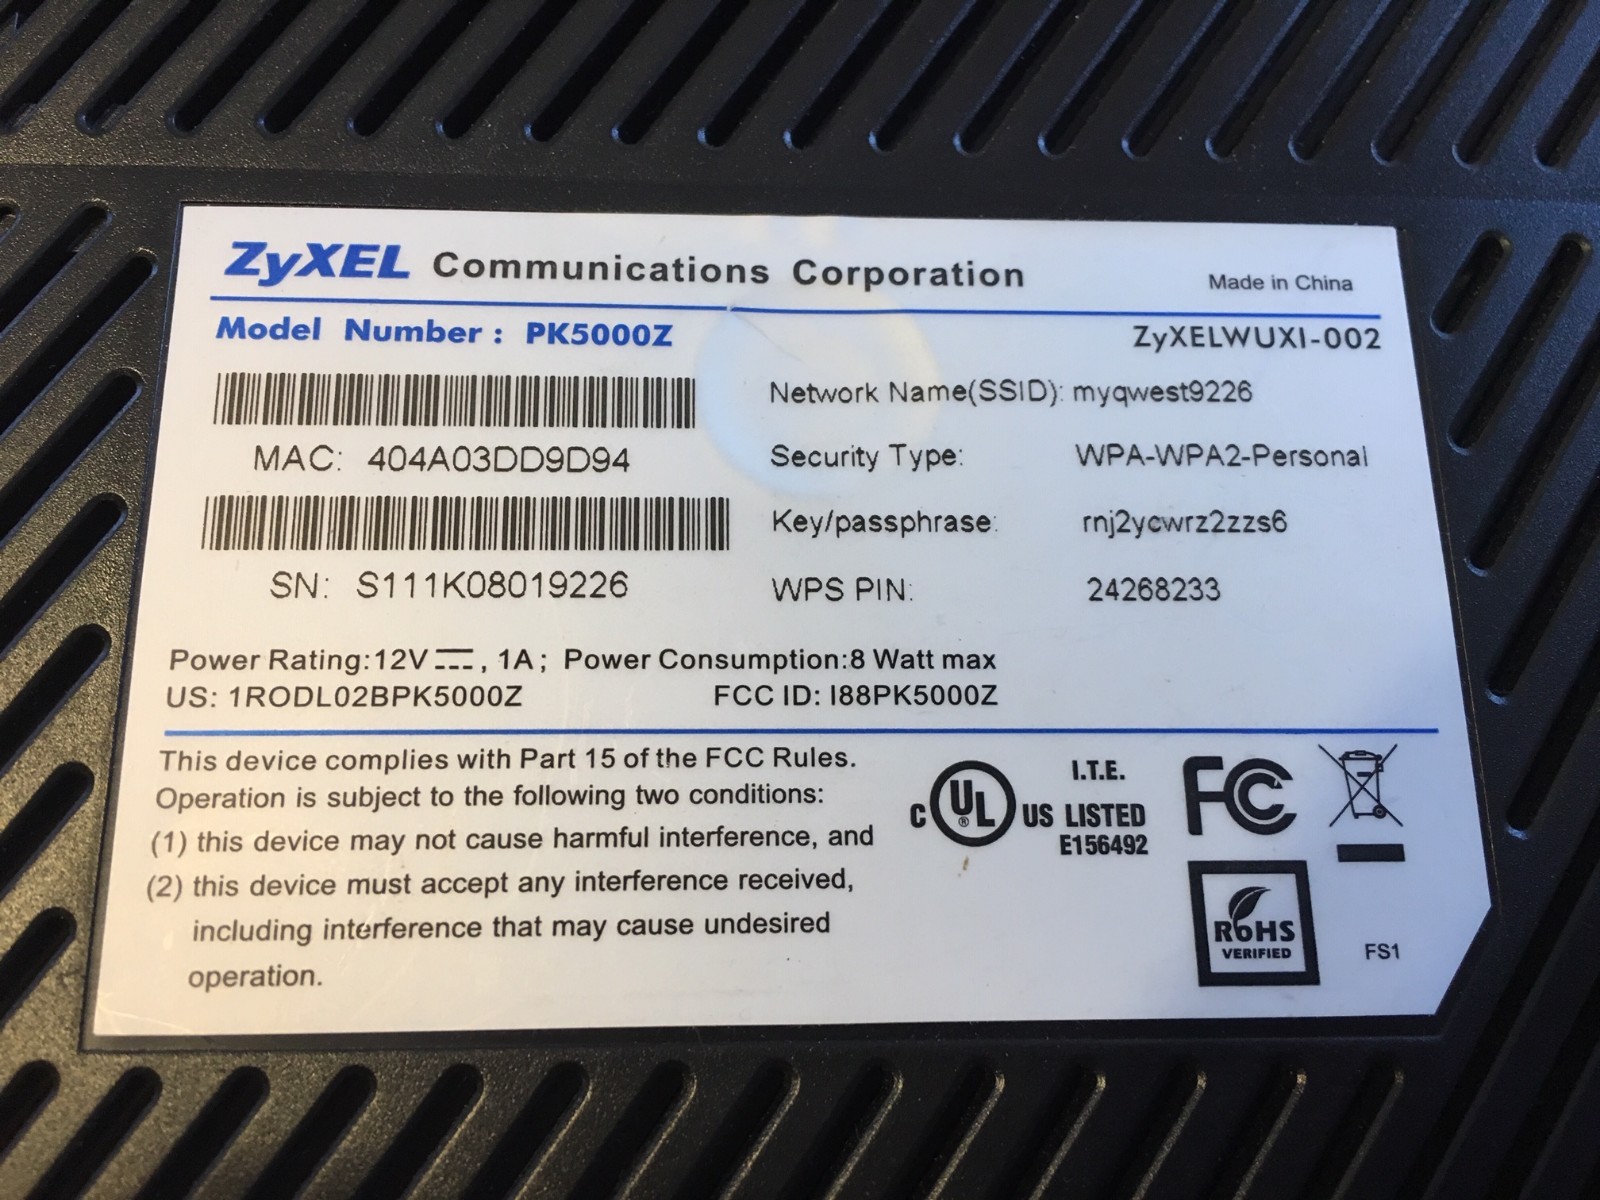 ZyXEL Communications Corporation Made in China
Model Number : PK5000Z ZyXELWUXI-002
Network Name(SSID): myqwest9226
MAC: 404A03DD9D94
Security Type: WPA-WPA2-Personal
Key/passphrase: rnj2ycwrz2zzs6
SN: S111K08019226
WPS PIN: 24268233
Power Rating:12V ⎓, 1A; Power Consumption:8 Watt max
US: 1RODL02BPK5000Z FCC ID: I88PK5000Z
This device complies with Part 15 of the FCC Rules.
Operation is subject to the following two conditions:
(1) this device may not cause harmful interference, and
(2) this device must accept any interference received,
including interference that may cause undesired
operation.
I.T.E.
C UL® US LISTED
E156492
FC
RoHS
VERIFIED
FS1